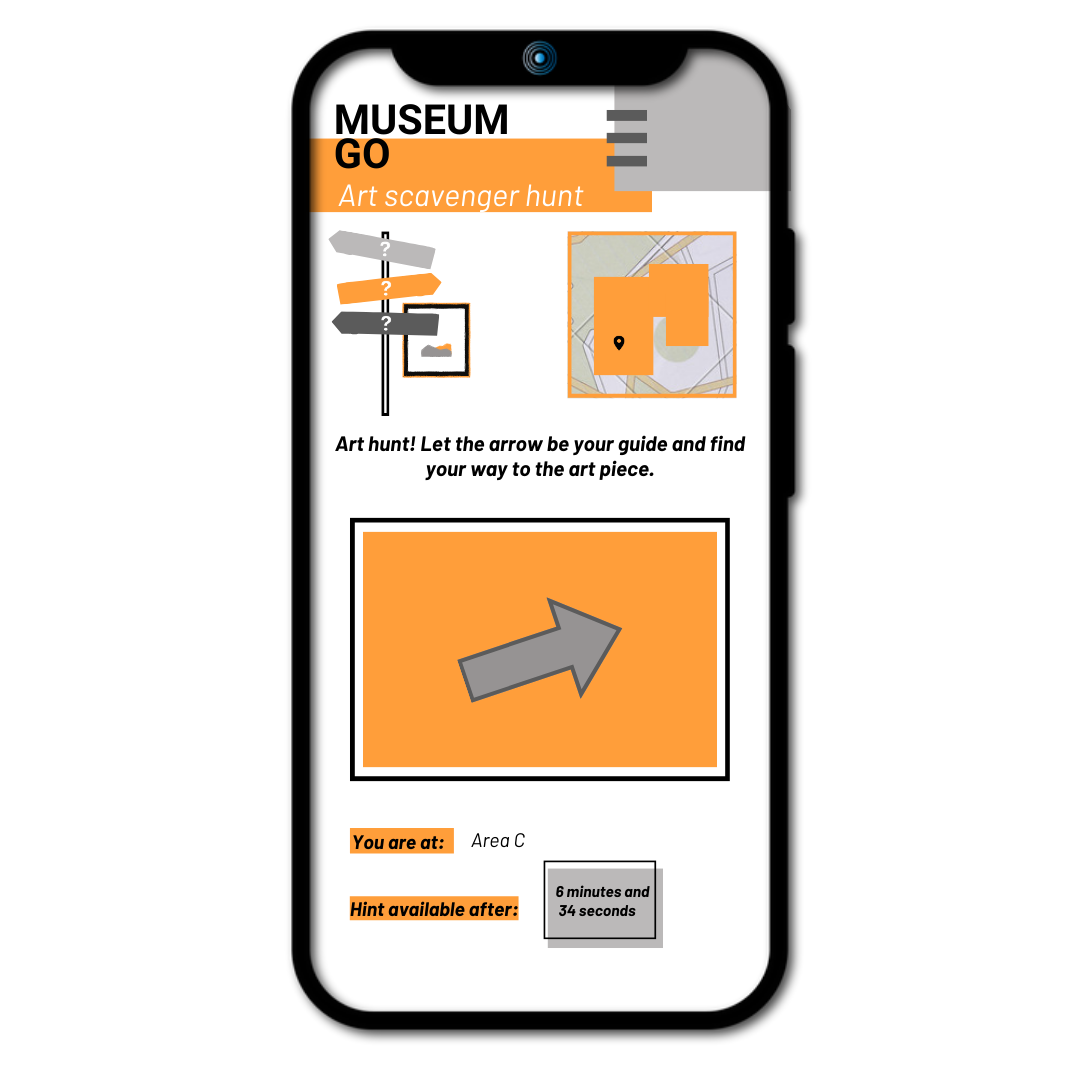 MUSEUM
GO
Art scavenger hunt
?
?
?
Art hunt! Let the arrow be your guide and find
your way to the art piece.
You are at: Area C
Hint available after: 6 minutes and
34 seconds